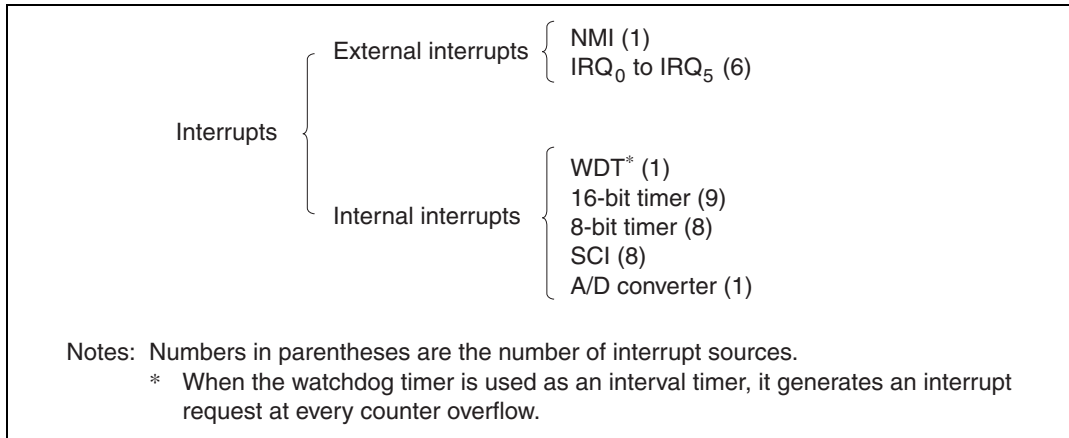 External interrupts
NMI (1)
IRQ0 to IRQ5 (6)
Interrupts
Internal interrupts
WDT* (1)
16-bit timer (9)
8-bit timer (8)
SCI (8)
A/D converter (1)
Notes: Numbers in parentheses are the number of interrupt sources.
* When the watchdog timer is used as an interval timer, it generates an interrupt
request at every counter overflow.